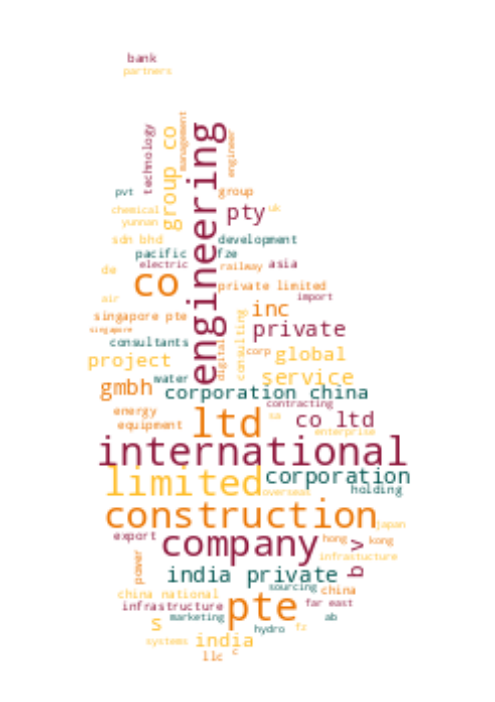 bank
partners
technology
management
group co
engineering
engineer
pvt
group
chemical
pty
uk
yunnan
sdn bhd
development
pacific
fze
electric
railway
asia
de
co
private limited
air
import
inc
singapore pte
singapore
private
consultants
digital
consulting
corp
global
project
water
service
gmbh
corporation china
contracting
energy
ltd
sa
co ltd
equipment
enterprise
international
limited
corporation
overseas
holding
construction
japan
export
company
hong
kong
b v
infrastucture
power
india private
sourcing
china
china national
infrastructure
pte
far east
marketing
s
hydro
fz
ab
systems
india
llc
c